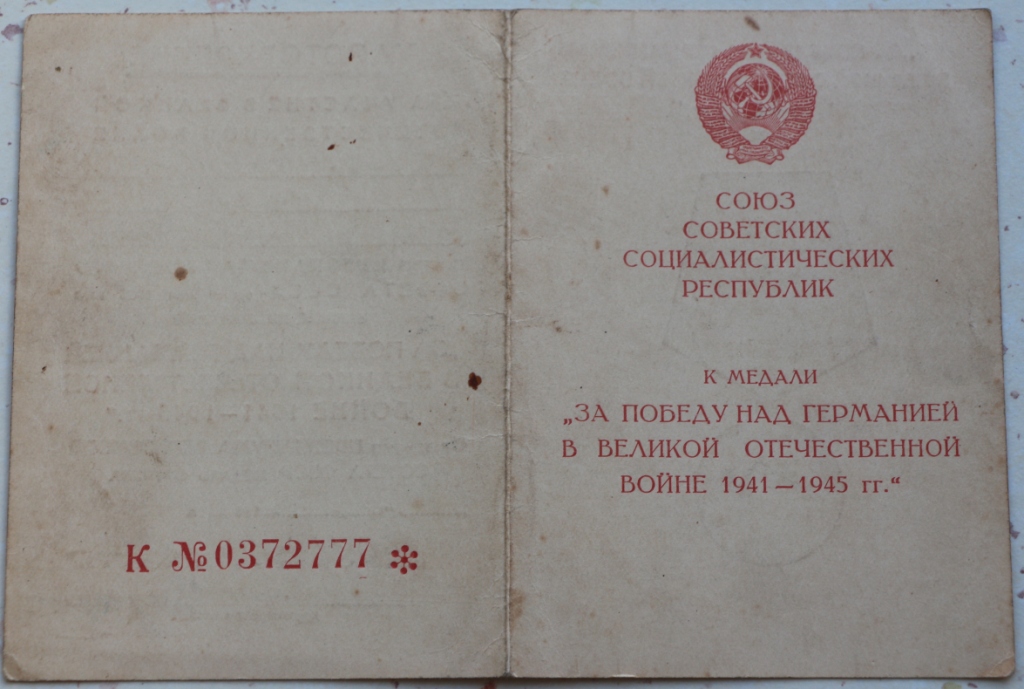 К №0372777 *
СОЮЗ
СОВЕТСКИХ
СОЦИАЛИСТИЧЕСКИХ
РЕСПУБЛИК
К МЕДАЛИ
„ЗА ПОБЕДУ НАД ГЕРМАНИЕЙ
В ВЕЛИКОЙ ОТЕЧЕСТВЕННОЙ
ВОЙНЕ 1941—1945 гг.“